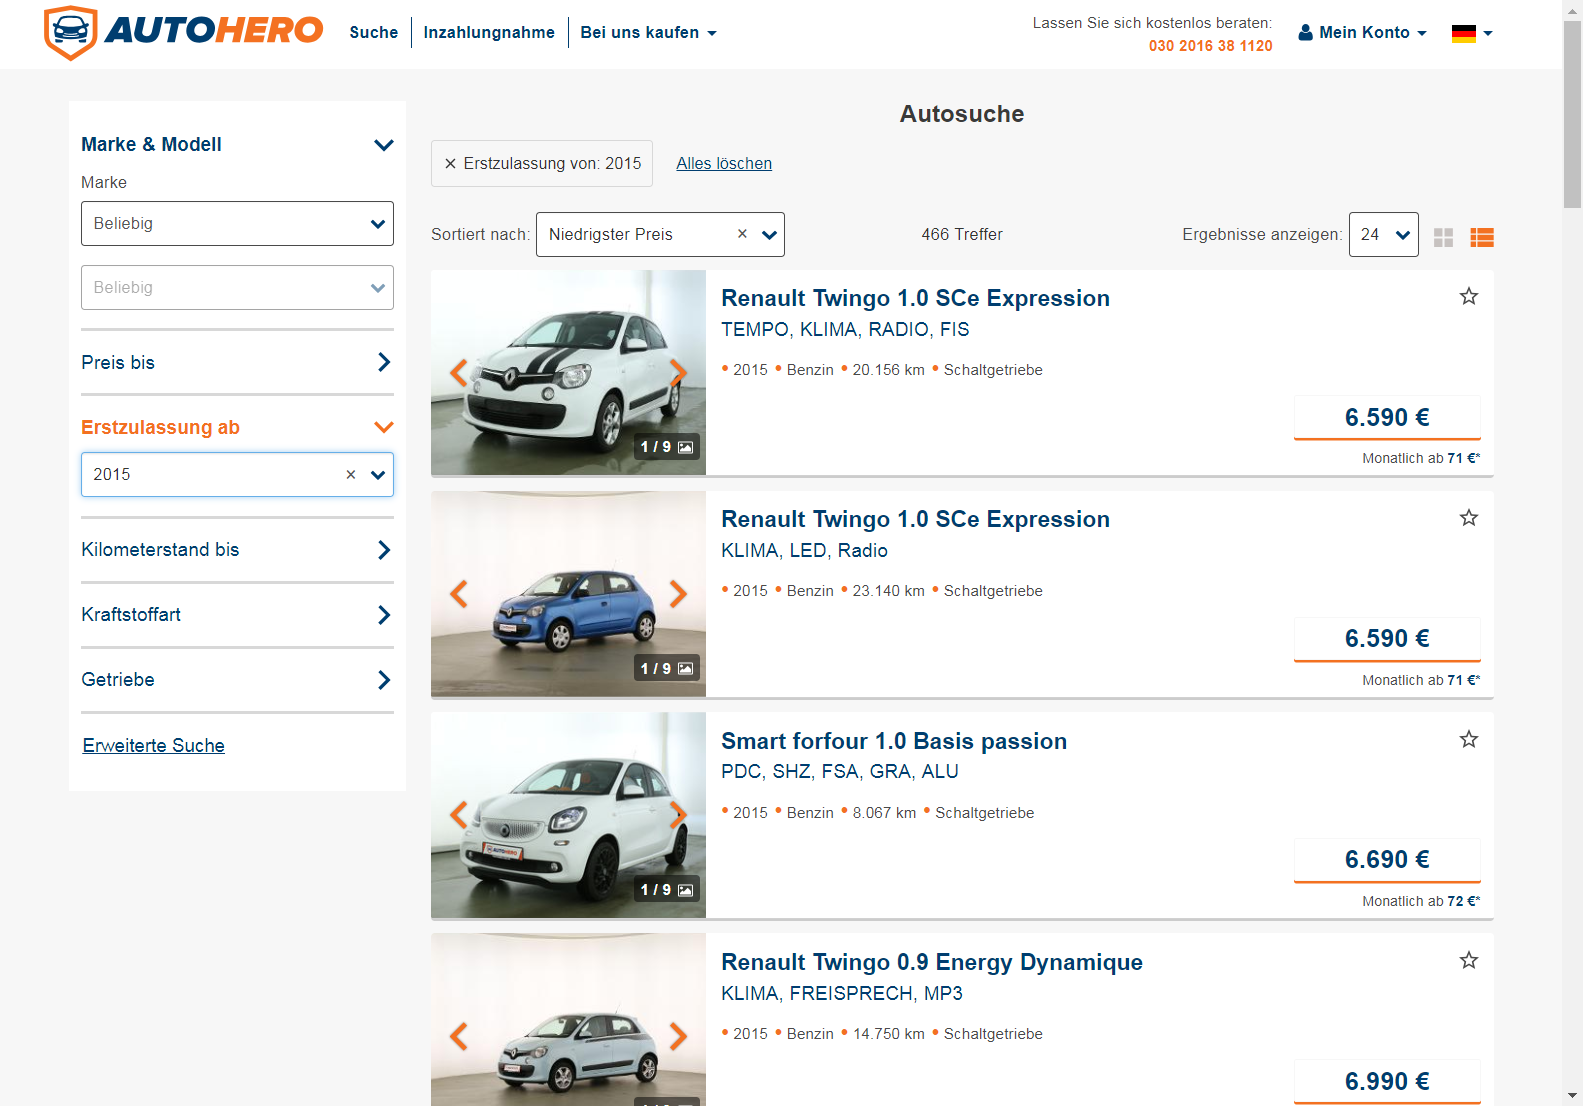 AUTOHERO
Suche
Inzahlungnahme
Bei uns kaufen
Lassen Sie sich kostenlos beraten:
030 2016 38 1120
Mein Konto
Marke & Modell
Marke
Beliebig
Beliebig
Preis bis
Erstzulassung ab
2015 ×
Kilometerstand bis
Kraftstoffart
Getriebe
Erweiterte Suche
Autosuche
× Erstzulassung von: 2015
Alles löschen
Sortiert nach: Niedrigster Preis ×
466 Treffer
Ergebnisse anzeigen: 24
1 / 9
Renault Twingo 1.0 SCe Expression
TEMPO, KLIMA, RADIO, FIS
• 2015 • Benzin • 20.156 km • Schaltgetriebe
6.590 €
Monatlich ab 71 €*
1 / 9
Renault Twingo 1.0 SCe Expression
KLIMA, LED, Radio
• 2015 • Benzin • 23.140 km • Schaltgetriebe
6.590 €
Monatlich ab 71 €*
AUTOHERO
1 / 9
Smart forfour 1.0 Basis passion
PDC, SHZ, FSA, GRA, ALU
• 2015 • Benzin • 8.067 km • Schaltgetriebe
6.690 €
Monatlich ab 72 €*
Renault Twingo 0.9 Energy Dynamique
KLIMA, FREISPRECH, MP3
• 2015 • Benzin • 14.750 km • Schaltgetriebe
6.990 €